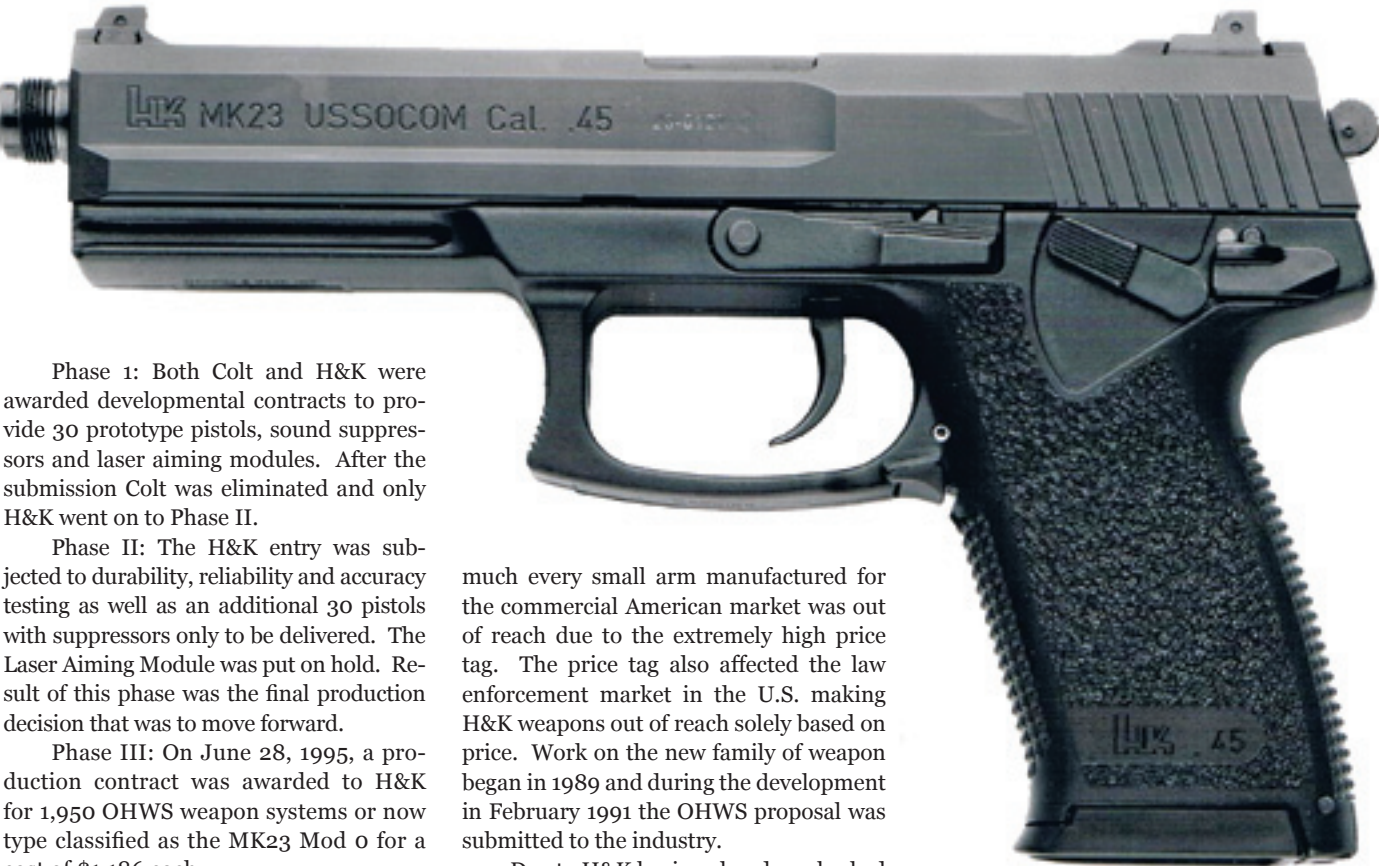 HK MK23 USSOCOM Cal. .45
HK .45
Phase 1: Both Colt and H&K were
awarded developmental contracts to pro-
vide 30 prototype pistols, sound suppres-
sors and laser aiming modules. After the
submission Colt was eliminated and only
H&K went on to Phase II.
Phase II: The H&K entry was sub-
jected to durability, reliability and accuracy
testing as well as an additional 30 pistols
with suppressors only to be delivered. The
Laser Aiming Module was put on hold. Re-
sult of this phase was the final production
decision that was to move forward.
Phase III: On June 28, 1995, a pro-
duction contract was awarded to H&K
for 1,950 OHWS weapon systems or now
type classified as the MK23 Mod 0 for a
much every small arm manufactured for
the commercial American market was out
of reach due to the extremely high price
tag. The price tag also affected the law
enforcement market in the U.S. making
H&K weapons out of reach solely based on
price. Work on the new family of weapon
began in 1989 and during the development
in February 1991 the OHWS proposal was
submitted to the industry.